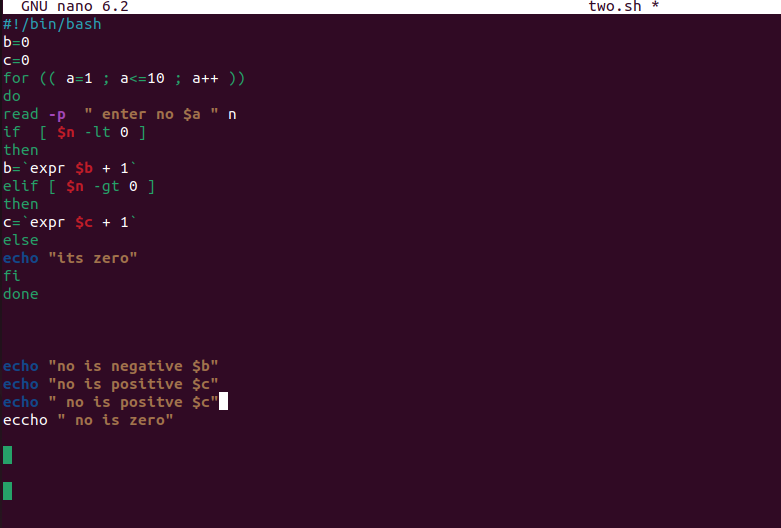 GNU nano 6.2 two.sh *
#!/bin/bash
b=0
c=0
for (( a=1 ; a<=10 ; a++ ))
do
read -p  " enter no $a " n
if  [ $n -lt 0 ]
then
b=`expr $b + 1`
elif [ $n -gt 0 ]
then
c=`expr $c + 1`
else
echo "its zero"
fi
done
echo "no is negative $b"
echo "no is positive $c"
echo " no is positve $c"
eccho " no is zero"